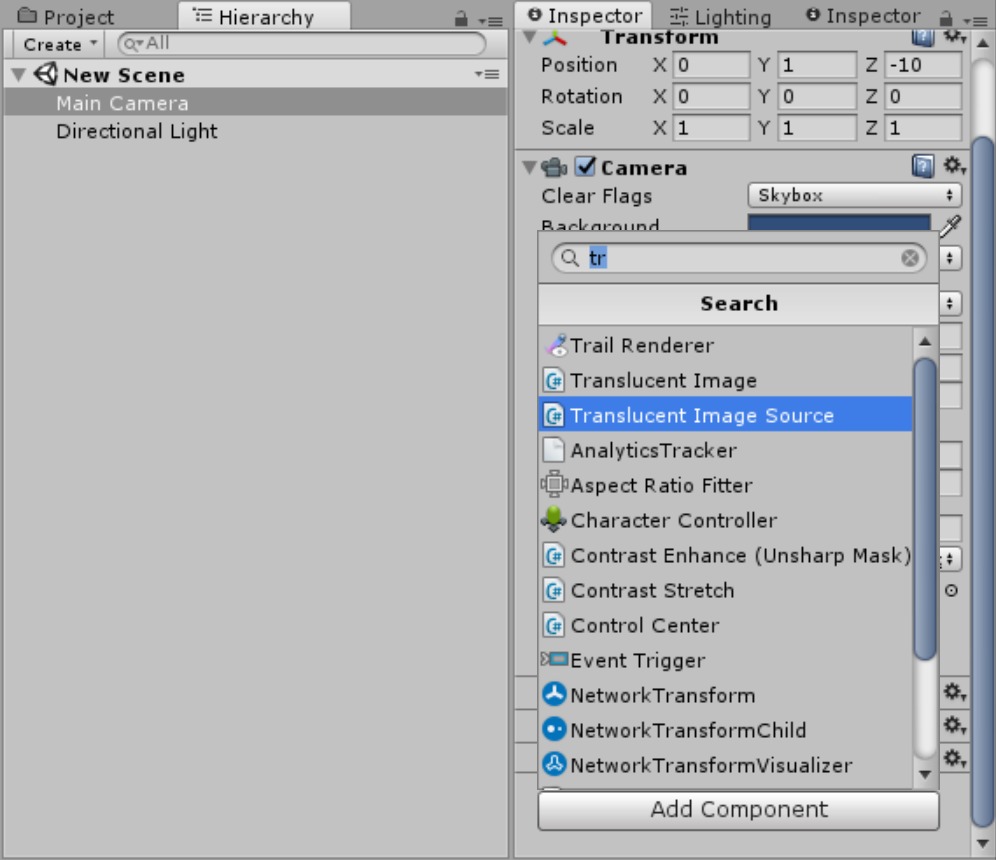 Project
Hierarchy
Create
All
New Scene
Main Camera
Directional Light
Inspector
Lighting
Inspector
Transform
Position X 0 Y 1 Z -10
Rotation X 0 Y 0 Z 0
Scale X 1 Y 1 Z 1
Camera
Clear Flags Skybox
Background
tr
Search
Trail Renderer
Translucent Image
Translucent Image Source
AnalyticsTracker
Aspect Ratio Fitter
Character Controller
Contrast Enhance (Unsharp Mask)
Contrast Stretch
Control Center
Event Trigger
NetworkTransform
NetworkTransformChild
NetworkTransformVisualizer
Add Component